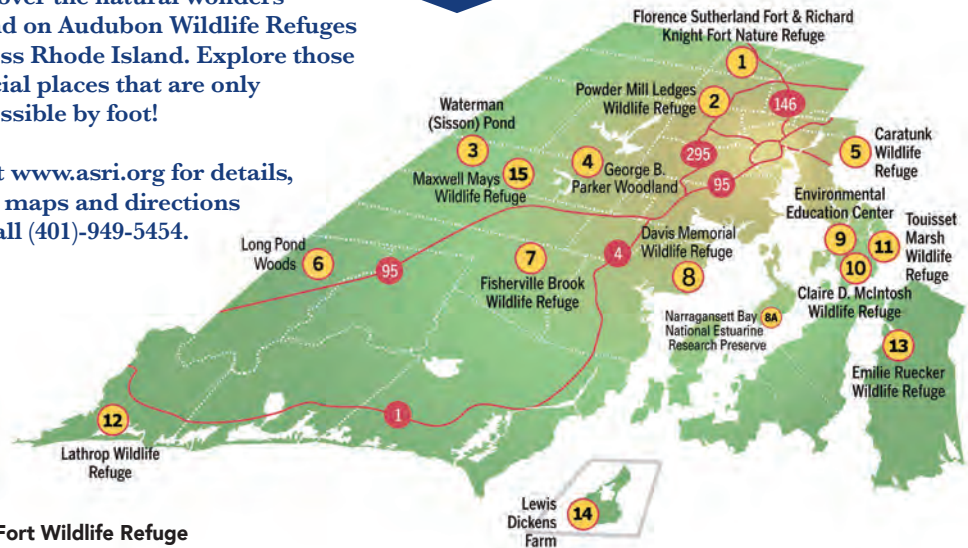 over the natural wonders
d on Audubon Wildlife Refuges
ss Rhode Island. Explore those
cial places that are only
ssible by foot!
t www.asri.org for details,
maps and directions
all (401)-949-5454.
Florence Sutherland Fort & Richard
Knight Fort Nature Refuge
1
Powder Mill Ledges
Wildlife Refuge
2
146
Waterman
(Sisson) Pond
3
Maxwell Mays
Wildlife Refuge
15
4
George B.
Parker Woodland
295
95
5
Caratunk
Wildlife
Refuge
Environmental
Education Center
9
10
11
Touisset
Marsh
Wildlife
Refuge
Claire D. McIntosh
Wildlife Refuge
Long Pond
Woods
6
95
7
Fisherville Brook
Wildlife Refuge
4
Davis Memorial
Wildlife Refuge
8
Narragansett Bay
National Estuarine
Research Preserve
8A
13
Emilie Ruecker
Wildlife Refuge
12
Lathrop Wildlife
Refuge
1
Lewis
Dickens
Farm
14
Fort Wildlife Refuge